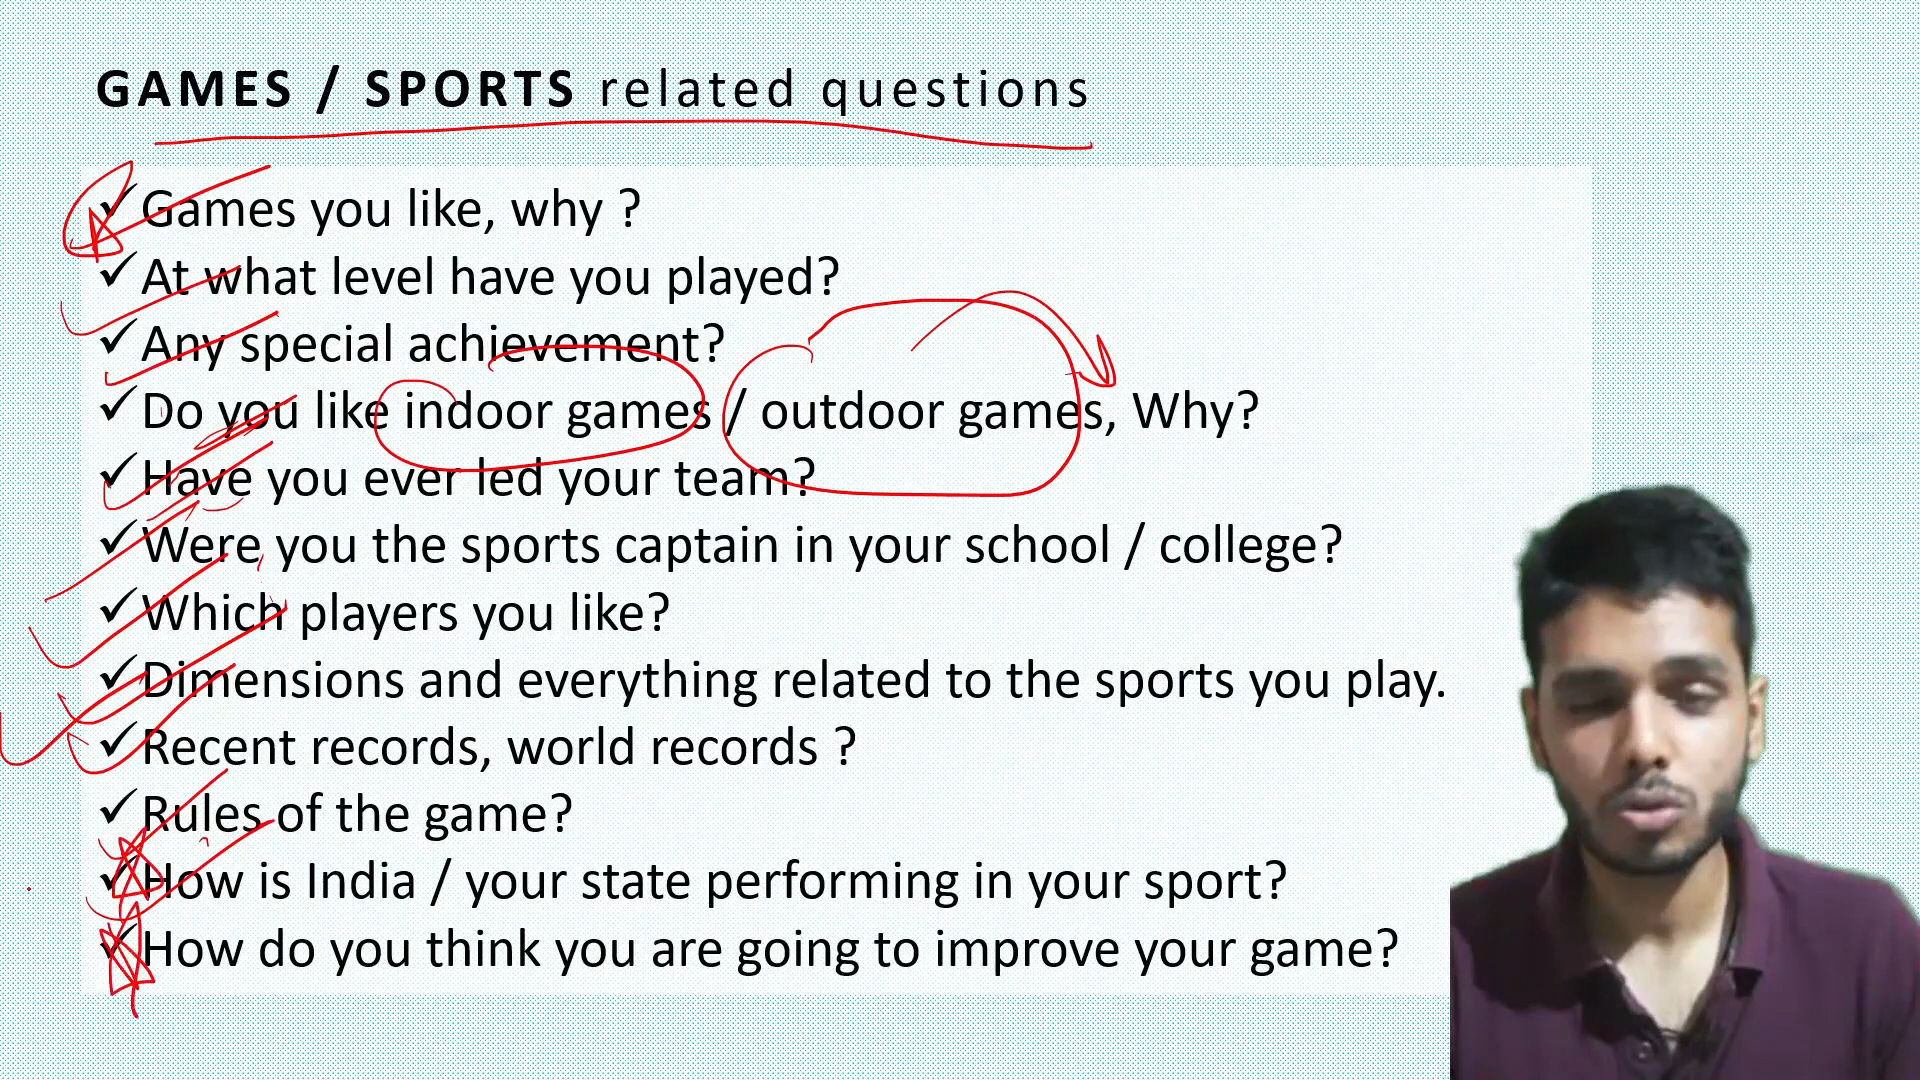 GAMES / SPORTS related questions
✓Games you like, why ?
✓At what level have you played?
✓Any special achievement?
✓Do you like indoor games / outdoor games, Why?
✓Have you ever led your team?
✓Were you the sports captain in your school / college?
✓Which players you like?
✓Dimensions and everything related to the sports you play.
✓Recent records, world records ?
✓Rules of the game?
✓How is India / your state performing in your sport?
✓How do you think you are going to improve your game?